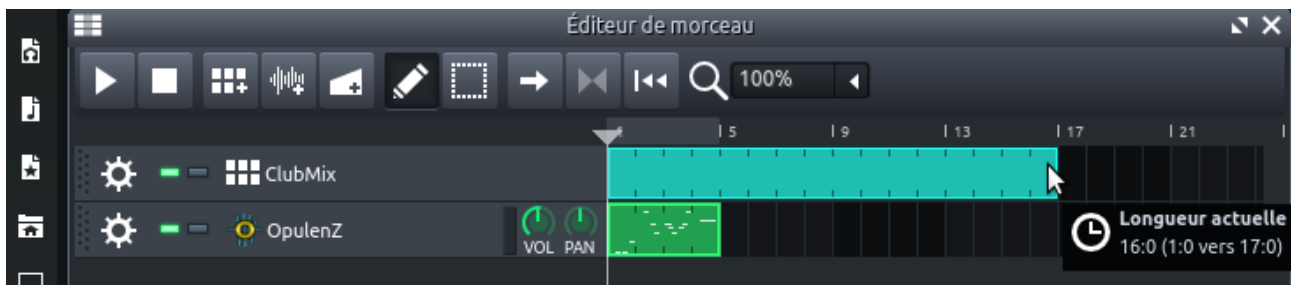 Éditeur de morceau
100%
5 9 13 17 21
ClubMix
OpulenZ
VOL PAN
Longueur actuelle
16:0 (1:0 vers 17:0)